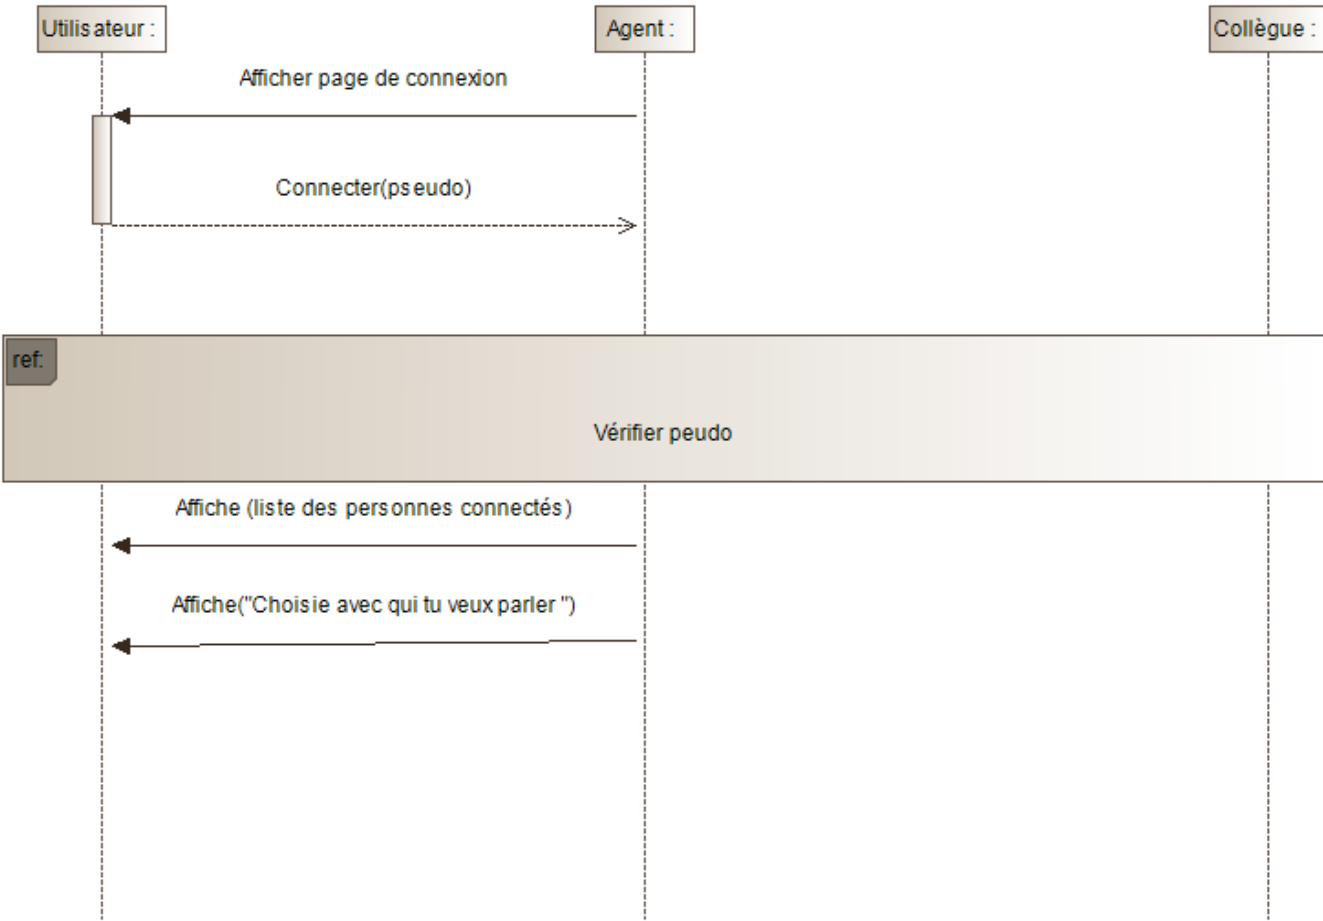 Utilisateur :
Agent :
Collègue :
Afficher page de connexion
Connecter(pseudo)
ref:
Vérifier peudo
Affiche (liste des personnes connectés)
Affiche("Choisie avec qui tu veux parler ")